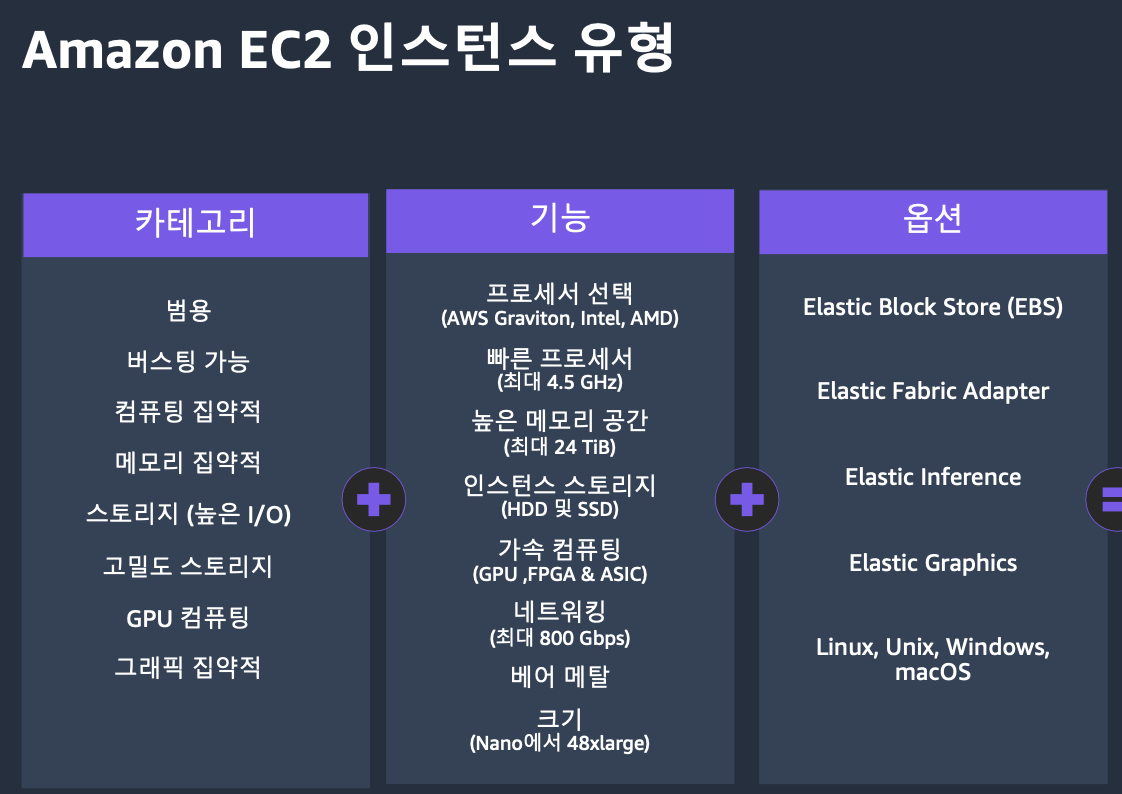 Amazon EC2 인스턴스 유형
카테고리
범용
버스팅 가능
컴퓨팅 집약적
메모리 집약적
스토리지 (높은 I/O)
고밀도 스토리지
GPU 컴퓨팅
그래픽 집약적
기능
프로세서 선택
(AWS Graviton, Intel, AMD)
빠른 프로세서
(최대 4.5 GHz)
높은 메모리 공간
(최대 24 TiB)
인스턴스 스토리지
(HDD 및 SSD)
가속 컴퓨팅
(GPU ,FPGA & ASIC)
네트워킹
(최대 800 Gbps)
베어 메탈
크기
(Nano에서 48xlarge)
옵션
Elastic Block Store (EBS)
Elastic Fabric Adapter
Elastic Inference
Elastic Graphics
Linux, Unix, Windows,
macOS